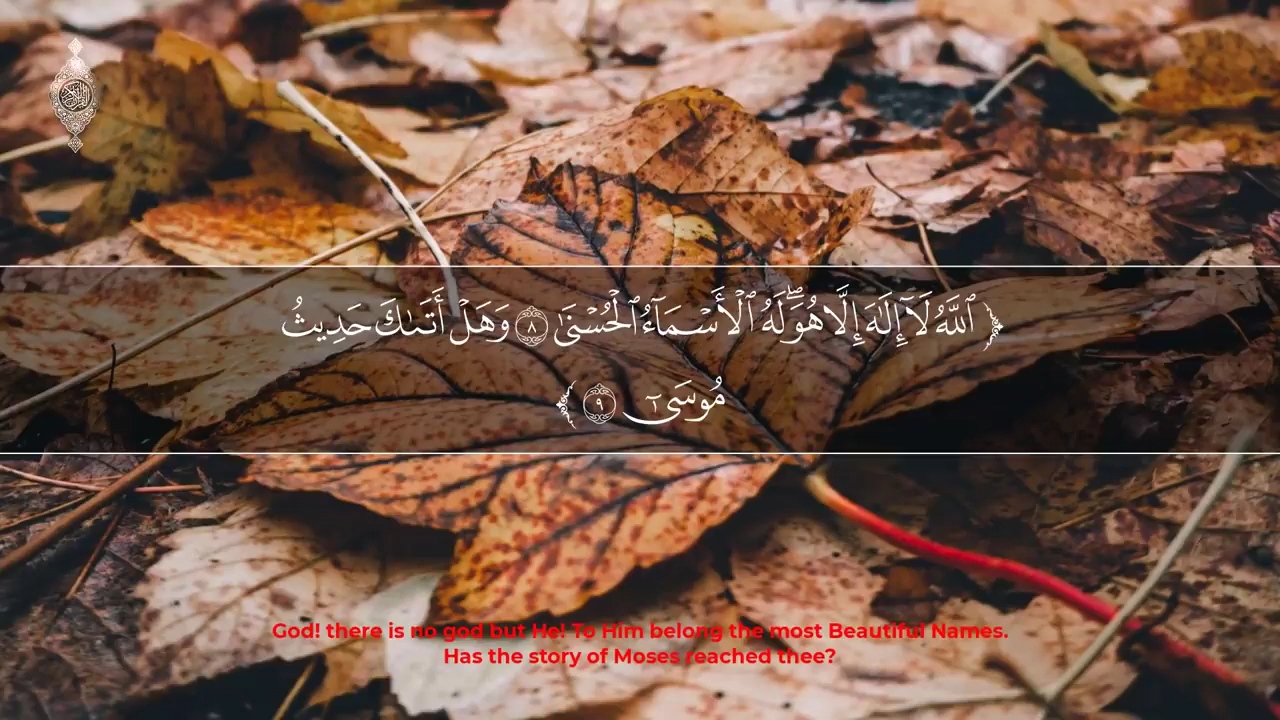 ﴿ ٱللَّهُ لَآ إِلَٰهَ إِلَّا هُوَۖ لَهُ ٱلْأَسْمَآءُ ٱلْحُسْنَىٰ ٨ وَهَلْ أَتَىٰكَ حَدِيثُ
مُوسَىٰٓ ٩ ﴾
God! there is no god but He! To Him belong the most Beautiful Names.
Has the story of Moses reached thee?